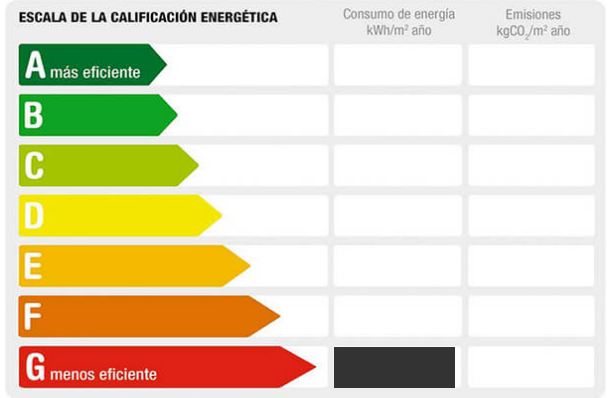 ESCALA DE LA CALIFICACIÓN ENERGÉTICA
Consumo de energía
kWh/m² año
Emisiones
kgCO₂/m² año
A más eficiente
B
C
D
E
F
G menos eficiente